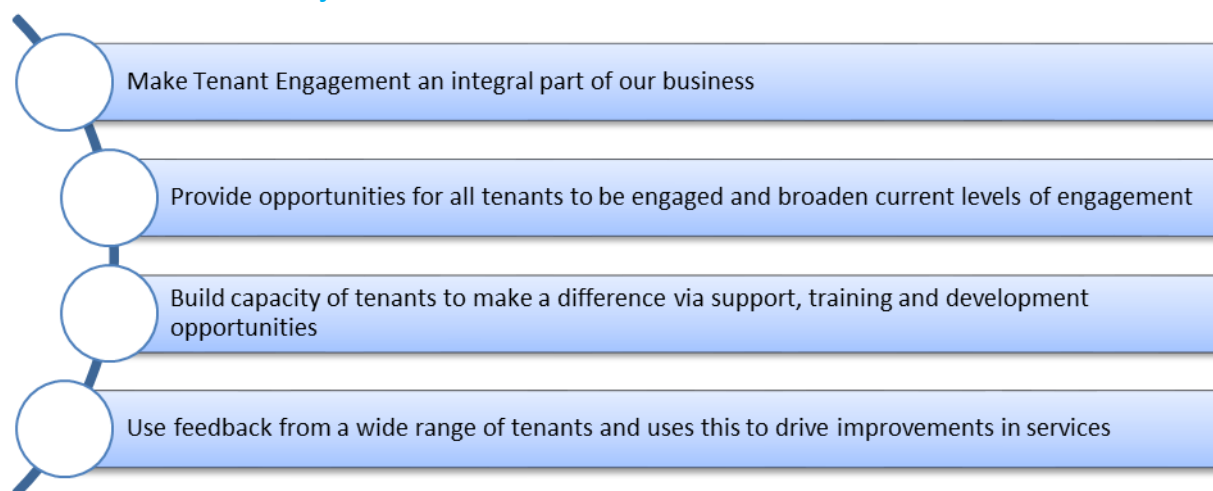 Make Tenant Engagement an integral part of our business
Provide opportunities for all tenants to be engaged and broaden current levels of engagement
Build capacity of tenants to make a difference via support, training and development
opportunities
Use feedback from a wide range of tenants and uses this to drive improvements in services